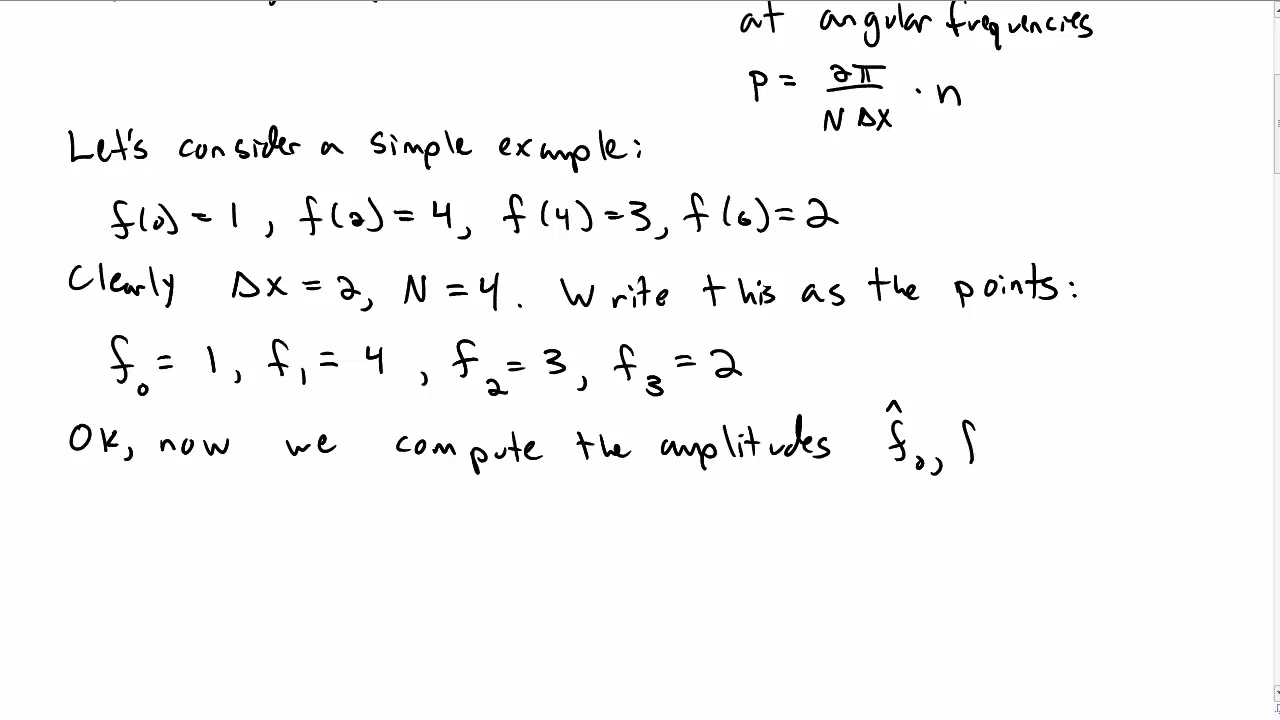 at angular frequencies
p = 2π / (N Δx) · n
Let's consider a simple example:
f(0) = 1, f(2) = 4, f(4) = 3, f(6) = 2
Clearly Δx = 2, N = 4. Write this as the points:
f₀ = 1, f₁ = 4, f₂ = 3, f₃ = 2
Ok, now we compute the amplitudes f̂₀, f